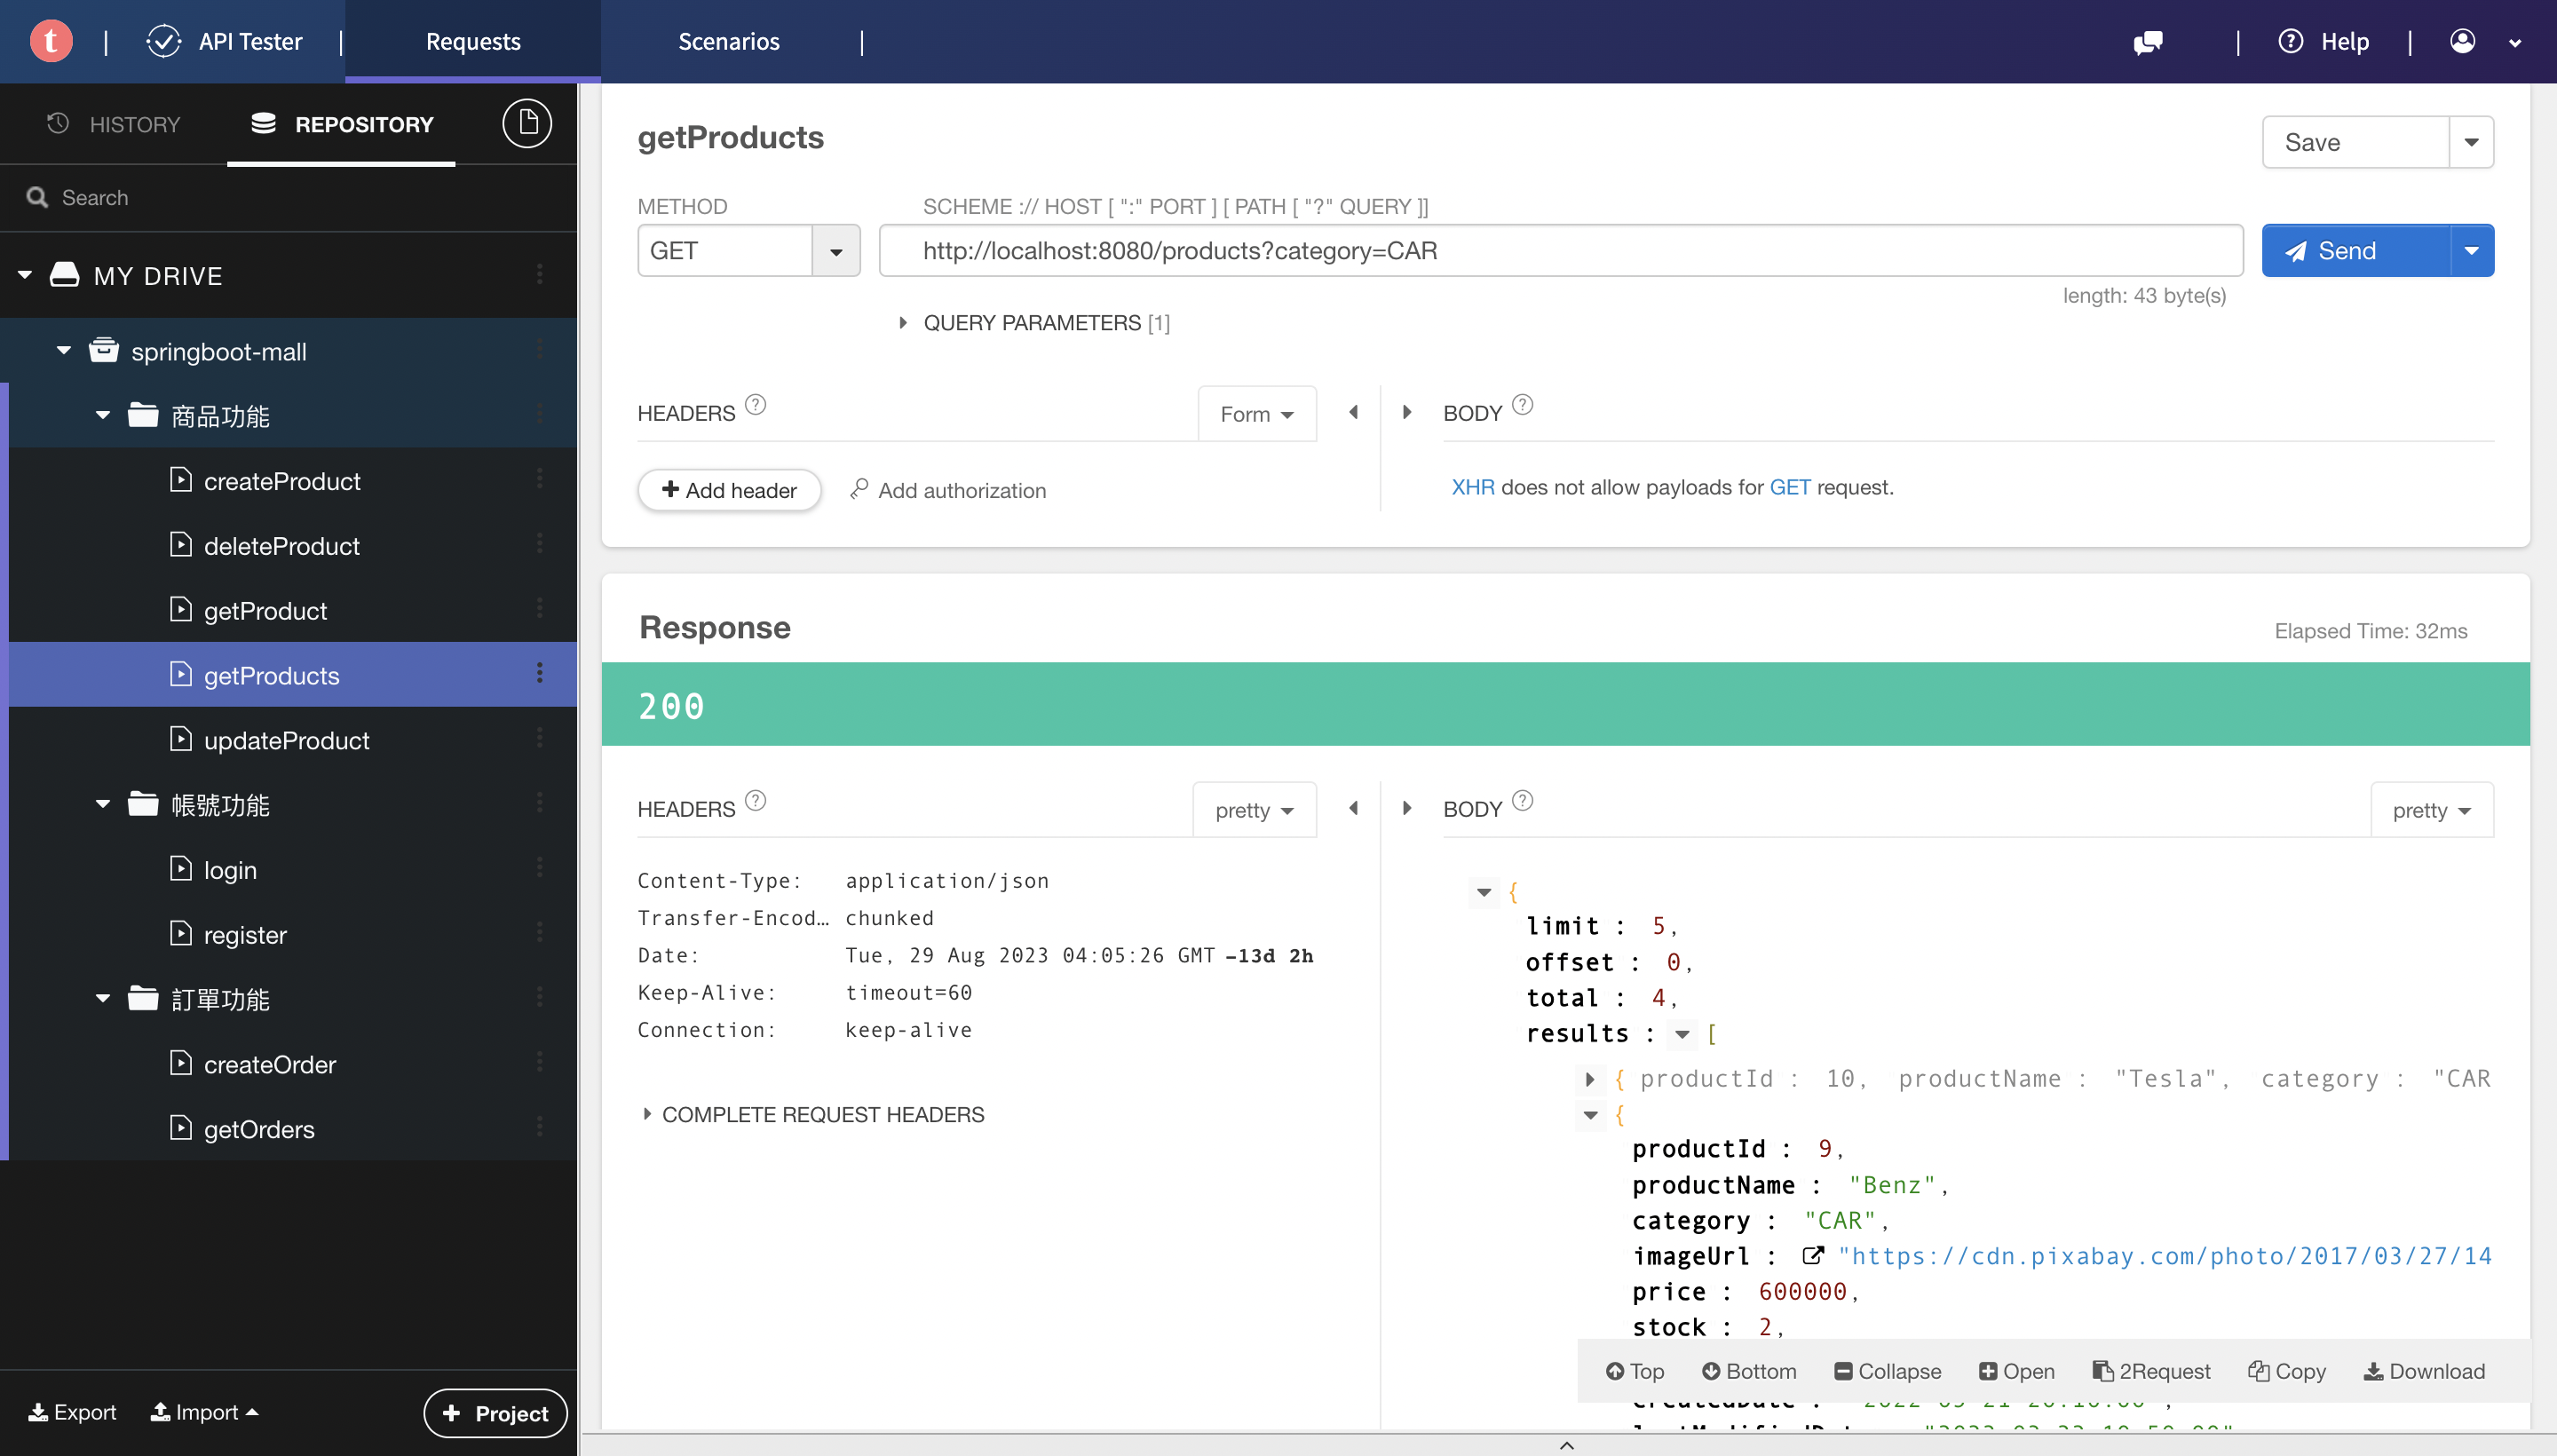 t | API Tester | Requests Scenarios | | Help |
HISTORY REPOSITORY
Search
MY DRIVE
springboot-mall
商品功能
createProduct
deleteProduct
getProduct
getProducts
updateProduct
帳號功能
login
register
訂單功能
createOrder
getOrders
Export Import + Project
getProducts
Save
METHOD SCHEME :// HOST [ ":" PORT ] [ PATH [ "?" QUERY ]]
GET http://localhost:8080/products?category=CAR Send
length: 43 byte(s)
QUERY PARAMETERS [1]
HEADERS ? Form BODY ?
+ Add header Add authorization
XHR does not allow payloads for GET request.
Response
Elapsed Time: 32ms
200
HEADERS ? pretty BODY ? pretty
Content-Type: application/json
Transfer-Encod… chunked
Date: Tue, 29 Aug 2023 04:05:26 GMT -13d 2h
Keep-Alive: timeout=60
Connection: keep-alive
COMPLETE REQUEST HEADERS
{
limit : 5,
offset : 0,
total : 4,
results : [
{ productId : 10, productName : "Tesla", category : "CAR
{
productId : 9,
productName : "Benz",
category : "CAR",
imageUrl : "https://cdn.pixabay.com/photo/2017/03/27/14
price : 600000,
stock : 2,
Top Bottom Collapse Open 2Request Copy Download